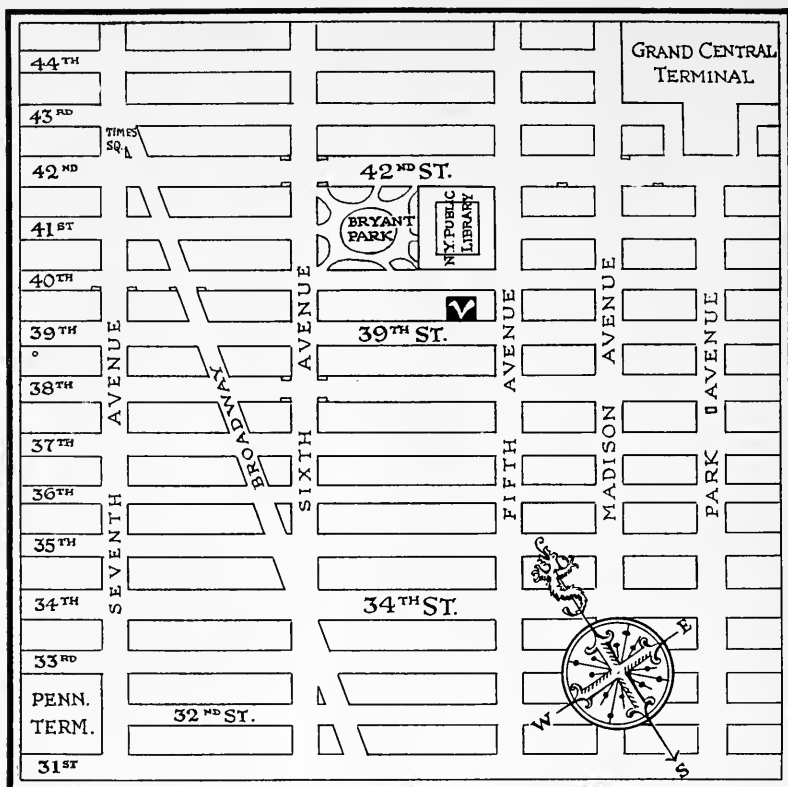 44TH
GRAND CENTRAL
TERMINAL
43RD
TIMES
SQ.
42ND
42ND ST.
41ST
BRYANT
PARK
N.Y. PUBLIC
LIBRARY
40TH
39TH
39TH ST.
38TH
37TH
36TH
35TH
34TH
34TH ST.
33RD
PENN.
TERM.
32ND ST.
31ST
SEVENTH AVENUE
BROADWAY
SIXTH AVENUE
FIFTH AVENUE
MADISON AVENUE
PARK AVENUE
V
E
W
S